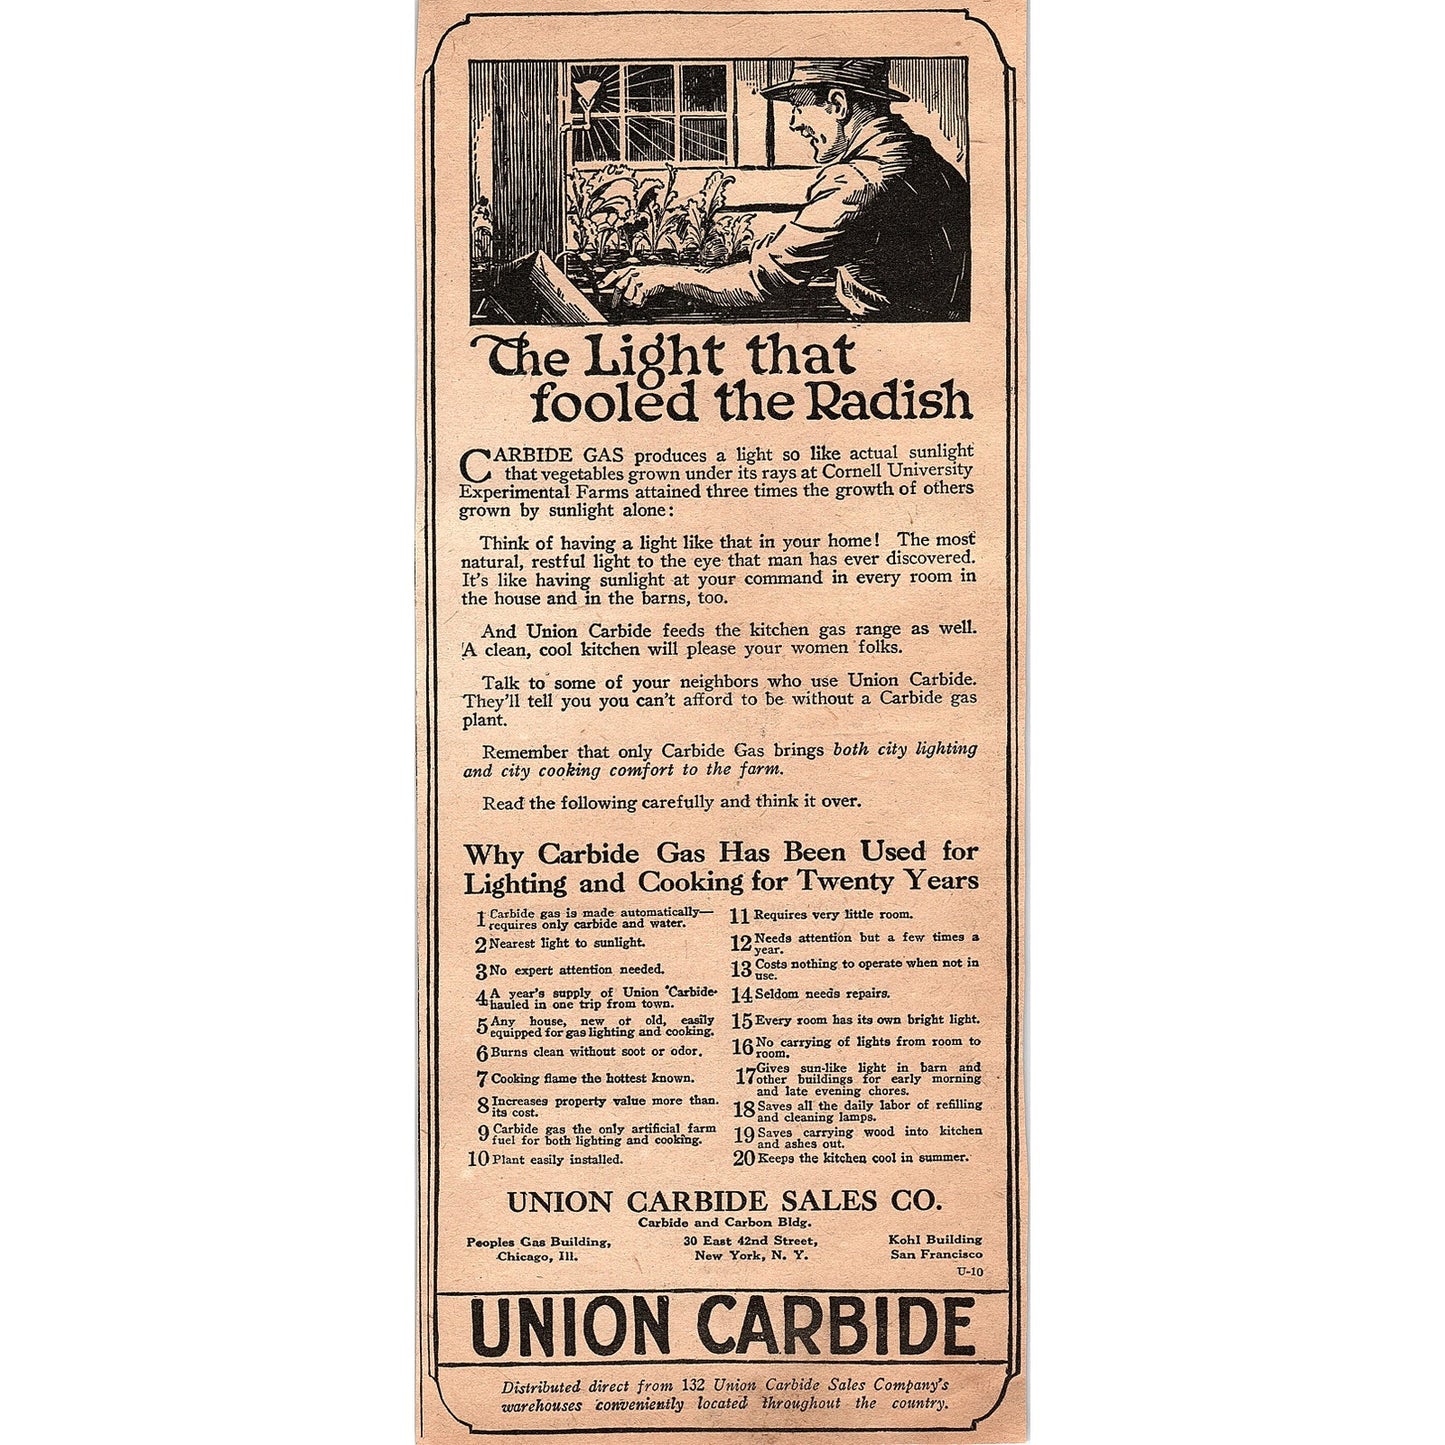 The Light that
fooled the Radish
CARBIDE GAS produces a light so like actual sunlight
that vegetables grown under its rays at Cornell University
Experimental Farms attained three times the growth of others
grown by sunlight alone:
Think of having a light like that in your home! The most
natural, restful light to the eye that man has ever discovered.
It's like having sunlight at your command in every room in
the house and in the barns, too.
And Union Carbide feeds the kitchen gas range as well.
A clean, cool kitchen will please your women folks.
Talk to some of your neighbors who use Union Carbide.
They'll tell you you can't afford to be without a Carbide gas
plant.
Remember that only Carbide Gas brings both city lighting
and city cooking comfort to the farm.
Read the following carefully and think it over.
Why Carbide Gas Has Been Used for
Lighting and Cooking for Twenty Years
1 Carbide gas is made automatically—
requires only carbide and water.
2 Nearest light to sunlight.
3 No expert attention needed.
4 A year's supply of Union Carbide
hauled in one trip from town.
5 Any house, new or old, easily
equipped for gas lighting and cooking.
6 Burns clean without soot or odor.
7 Cooking flame the hottest known.
8 Increases property value more than
its cost.
9 Carbide gas the only artificial farm
fuel for both lighting and cooking.
10 Plant easily installed.
11 Requires very little room.
12 Needs attention but a few times a
year.
13 Costs nothing to operate when not in
use.
14 Seldom needs repairs.
15 Every room has its own bright light.
16 No carrying of lights from room to
room.
17 Gives sun-like light in barn and
other buildings for early morning
and late evening chores.
18 Saves all the daily labor of refilling
and cleaning lamps.
19 Saves carrying wood into kitchen
and ashes out.
20 Keeps the kitchen cool in summer.
UNION CARBIDE SALES CO.
Carbide and Carbon Bldg.
Peoples Gas Building, 30 East 42nd Street, Kohl Building
Chicago, Ill. New York, N. Y. San Francisco
U-10
UNION CARBIDE
Distributed direct from 132 Union Carbide Sales Company's
warehouses conveniently located throughout the country.